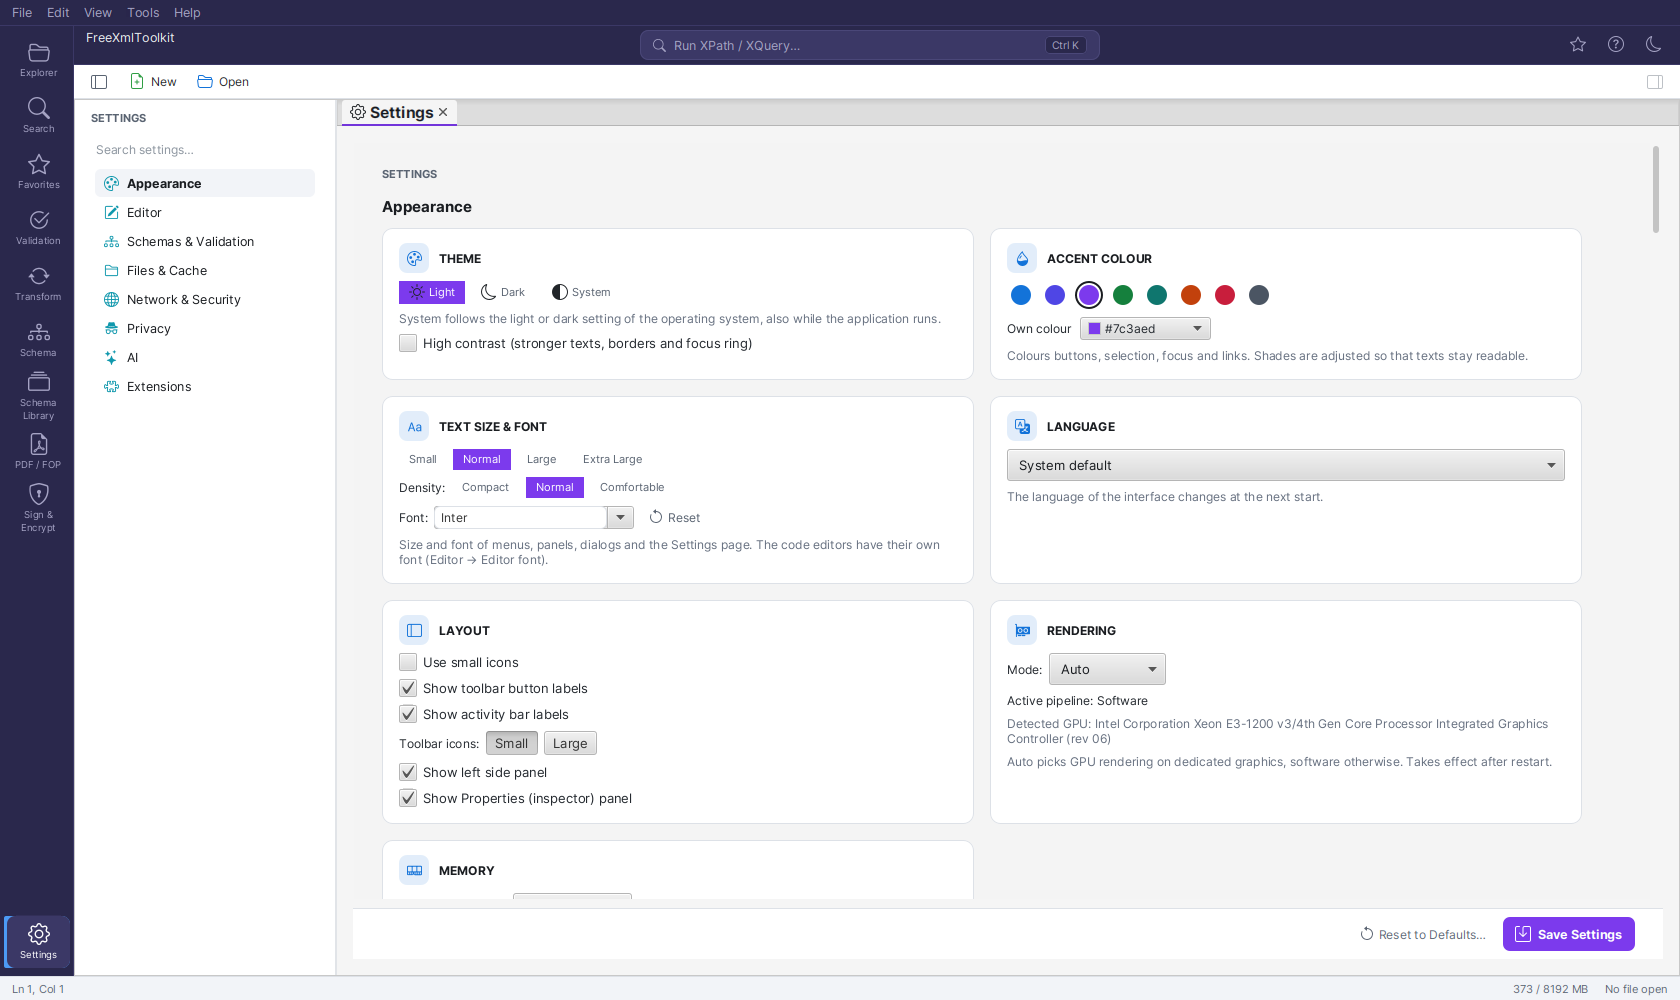 File Edit View Tools Help
FreeXmlToolkit
Run XPath / XQuery...
Ctrl K
Explorer
Search
Favorites
Validation
Transform
Schema
Schema
Library
PDF / FOP
Sign &
Encrypt
Settings
New
Open
SETTINGS
Search settings...
Appearance
Editor
Schemas & Validation
Files & Cache
Network & Security
Privacy
AI
Extensions
Settings
SETTINGS
Appearance
THEME
Light Dark System
System follows the light or dark setting of the operating system, also while the application runs.
High contrast (stronger texts, borders and focus ring)
ACCENT COLOUR
Own colour #7c3aed
Colours buttons, selection, focus and links. Shades are adjusted so that texts stay readable.
Aa TEXT SIZE & FONT
Small Normal Large Extra Large
Density: Compact Normal Comfortable
Font: Inter Reset
Size and font of menus, panels, dialogs and the Settings page. The code editors have their own
font (Editor → Editor font).
LANGUAGE
System default
The language of the interface changes at the next start.
LAYOUT
Use small icons
Show toolbar button labels
Show activity bar labels
Toolbar icons: Small Large
Show left side panel
Show Properties (inspector) panel
RENDERING
Mode: Auto
Active pipeline: Software
Detected GPU: Intel Corporation Xeon E3-1200 v3/4th Gen Core Processor Integrated Graphics
Controller (rev 06)
Auto picks GPU rendering on dedicated graphics, software otherwise. Takes effect after restart.
MEMORY
Reset to Defaults...
Save Settings
Ln 1, Col 1
373 / 8192 MB
No file open